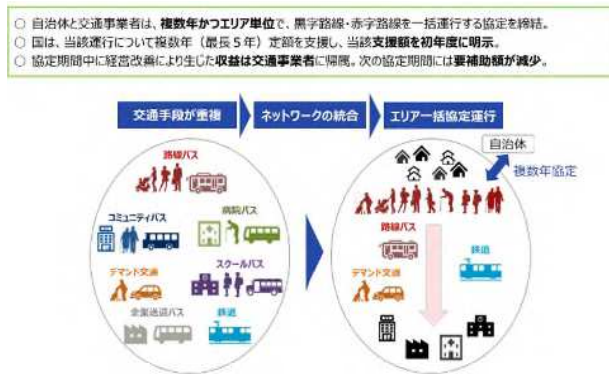 ○ 自治体と交通事業者は、複数年かつエリア単位で、黒字路線・赤字路線を一括運行する協定を締結。
○ 国は、当該運行について複数年（最長５年）定額を支援し、当該支援額を初年度に明示。
○ 協定期間中に経営改善により生じた収益は交通事業者に帰属。次の協定期間には要補助額が減少。
交通手段が重複
ネットワークの統合
エリア一括協定運行
自治体
複数年協定
路線バス
コミュニティバス
病院バス
デマンド交通
スクールバス
企業送迎バス
鉄道
路線バス
鉄道
デマンド交通